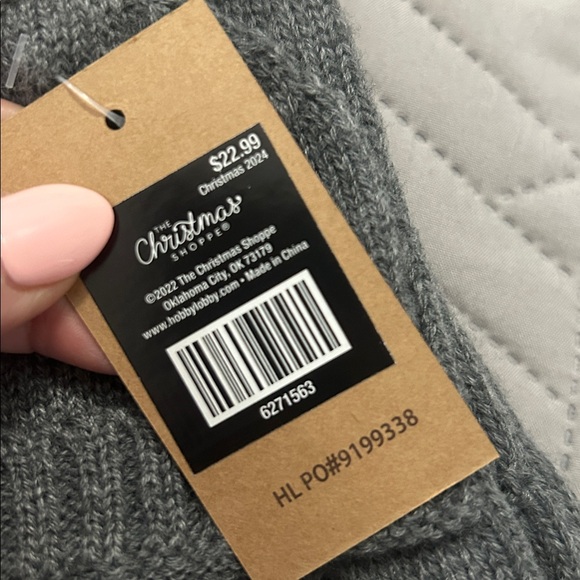 $22.99
Christmas 2024
THE
Christmas
SHOPPE®
©2022 The Christmas Shoppe
Oklahoma City, OK 73179
www.hobbylobby.com • Made in China
6271563
HL PO#9199338